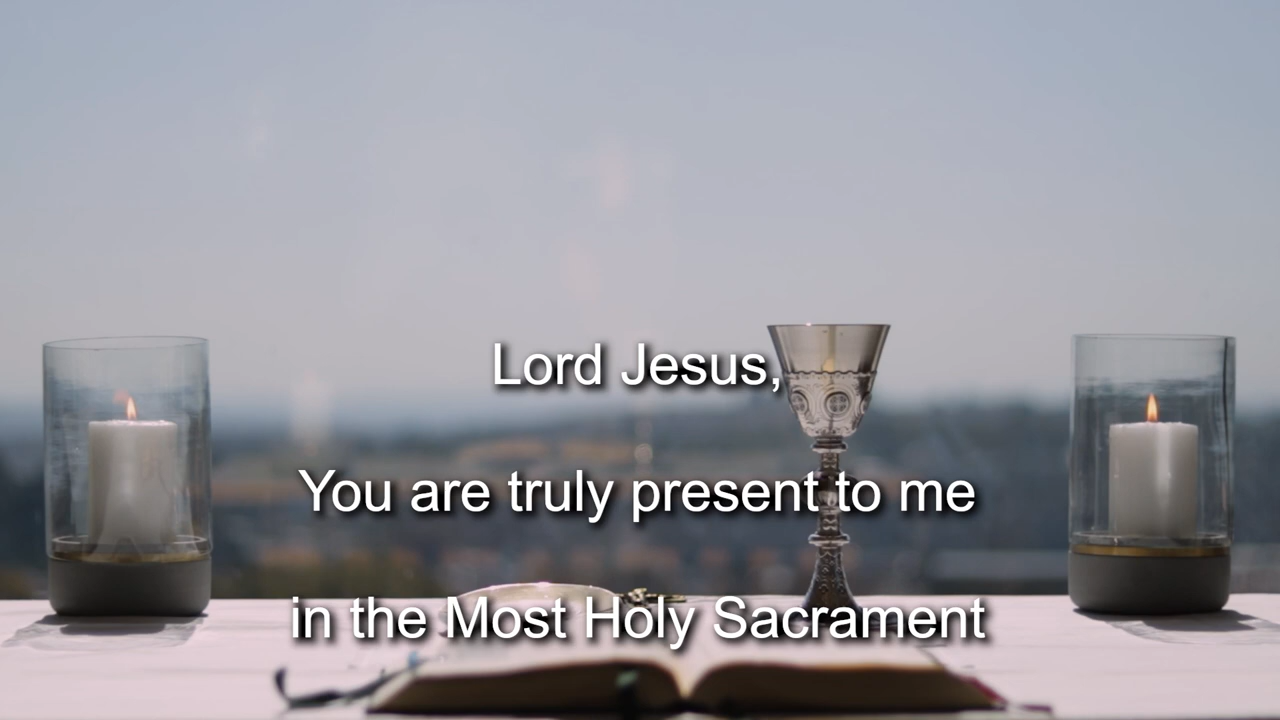 Lord Jesus,
You are truly present to me
in the Most Holy Sacrament